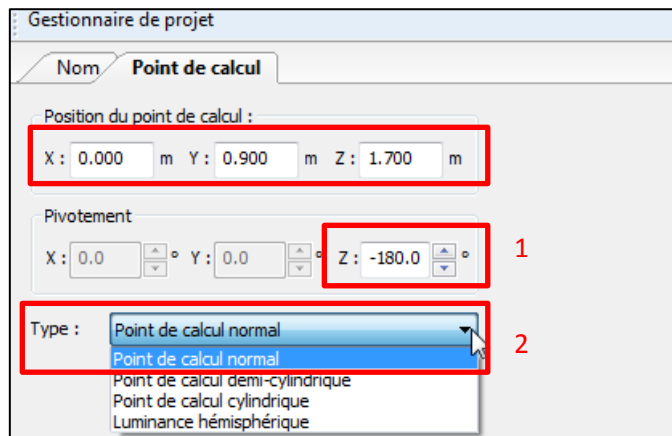 Gestionnaire de projet
Nom Point de calcul
Position du point de calcul :
X : 0.000 m Y : 0.900 m Z : 1.700 m
Pivotement
X : 0.0 ° Y : 0.0 ° Z : -180.0 ° 1
Type : Point de calcul normal 2
Point de calcul normal
Point de calcul demi-cylindrique
Point de calcul cylindrique
Luminance hémisphérique